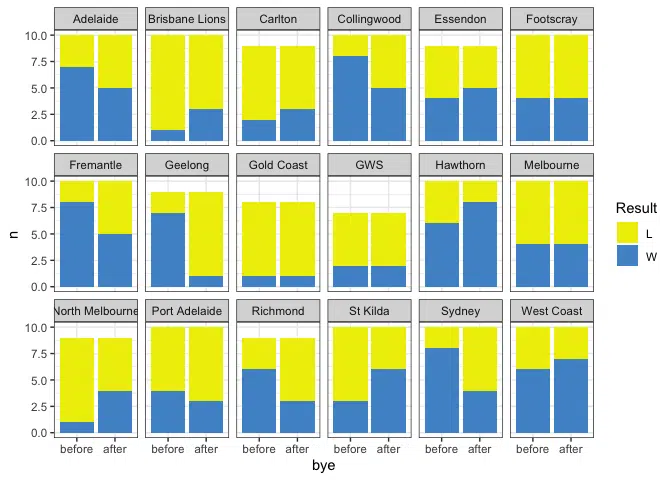 Adelaide Brisbane Lions Carlton Collingwood Essendon Footscray
10.0
7.5
5.0
2.5
0.0
Fremantle Geelong Gold Coast GWS Hawthorn Melbourne
10.0
7.5
5.0
2.5
0.0
North Melbourne Port Adelaide Richmond St Kilda Sydney West Coast
10.0
7.5
5.0
2.5
0.0
before after before after before after before after before after before after
bye
n
Result
L
W